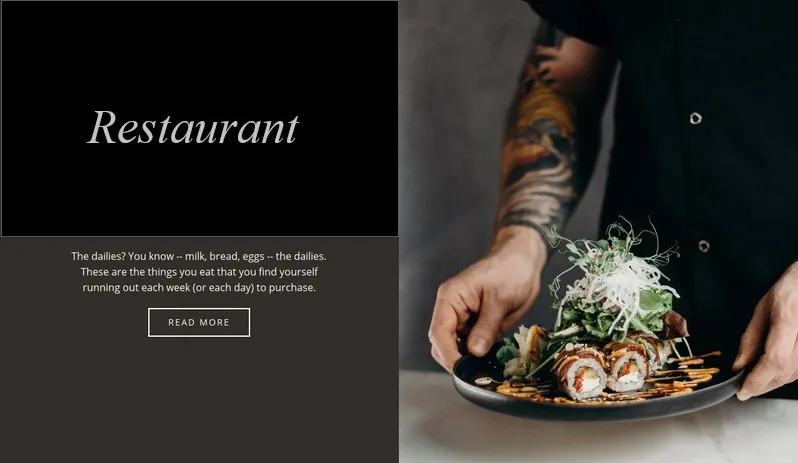 Restaurant
The dailies? You know -- milk, bread, eggs -- the dailies.
These are the things you eat that you find yourself
running out each week (or each day) to purchase.
READ MORE